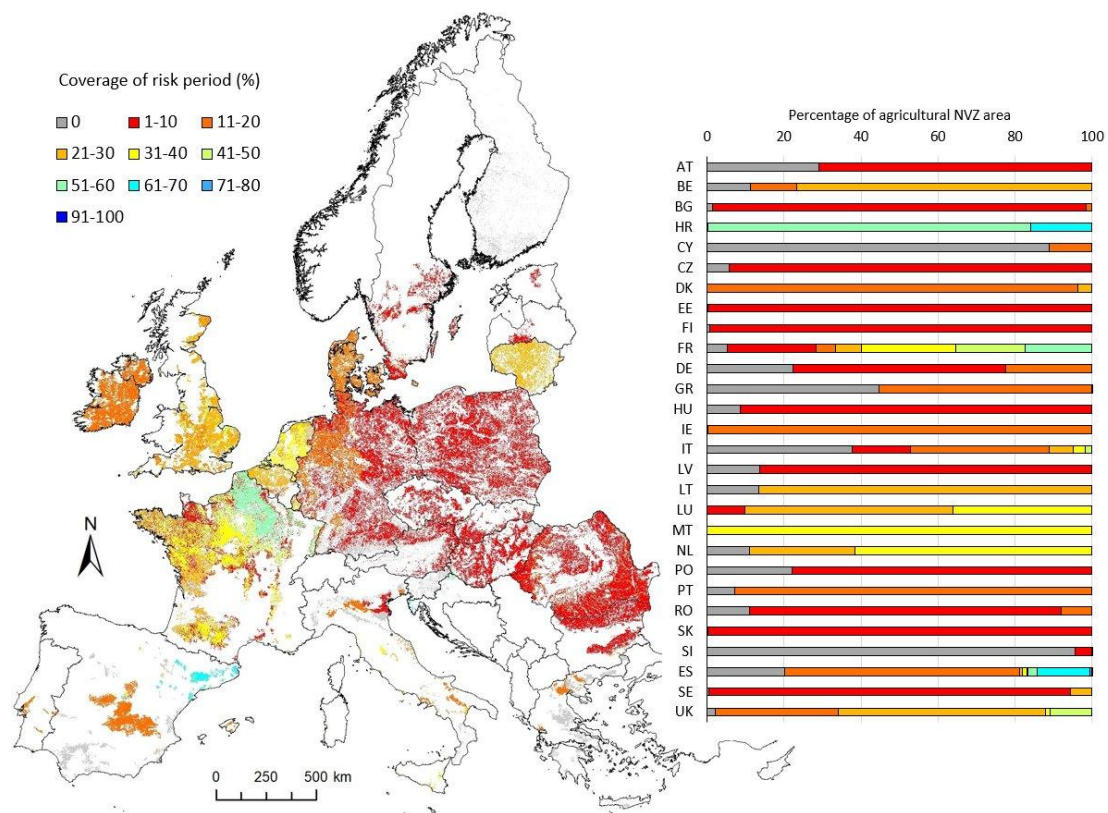 Coverage of risk period (%)
0 1-10 11-20
21-30 31-40 41-50
51-60 61-70 71-80
91-100
N
0 250 500 km
Percentage of agricultural NVZ area
0 20 40 60 80 100
AT
BE
BG
HR
CY
CZ
DK
EE
FI
FR
DE
GR
HU
IE
IT
LV
LT
LU
MT
NL
PO
PT
RO
SK
SI
ES
SE
UK